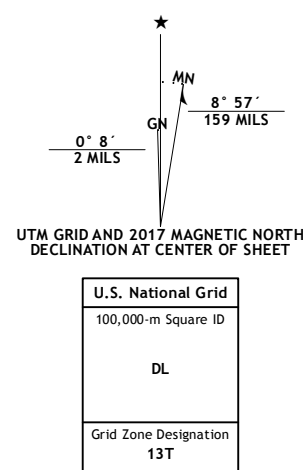 ★
MN
GN
8° 57´
159 MILS
0° 8´
2 MILS
UTM GRID AND 2017 MAGNETIC NORTH
DECLINATION AT CENTER OF SHEET
U.S. National Grid
100,000-m Square ID
DL
Grid Zone Designation
13T